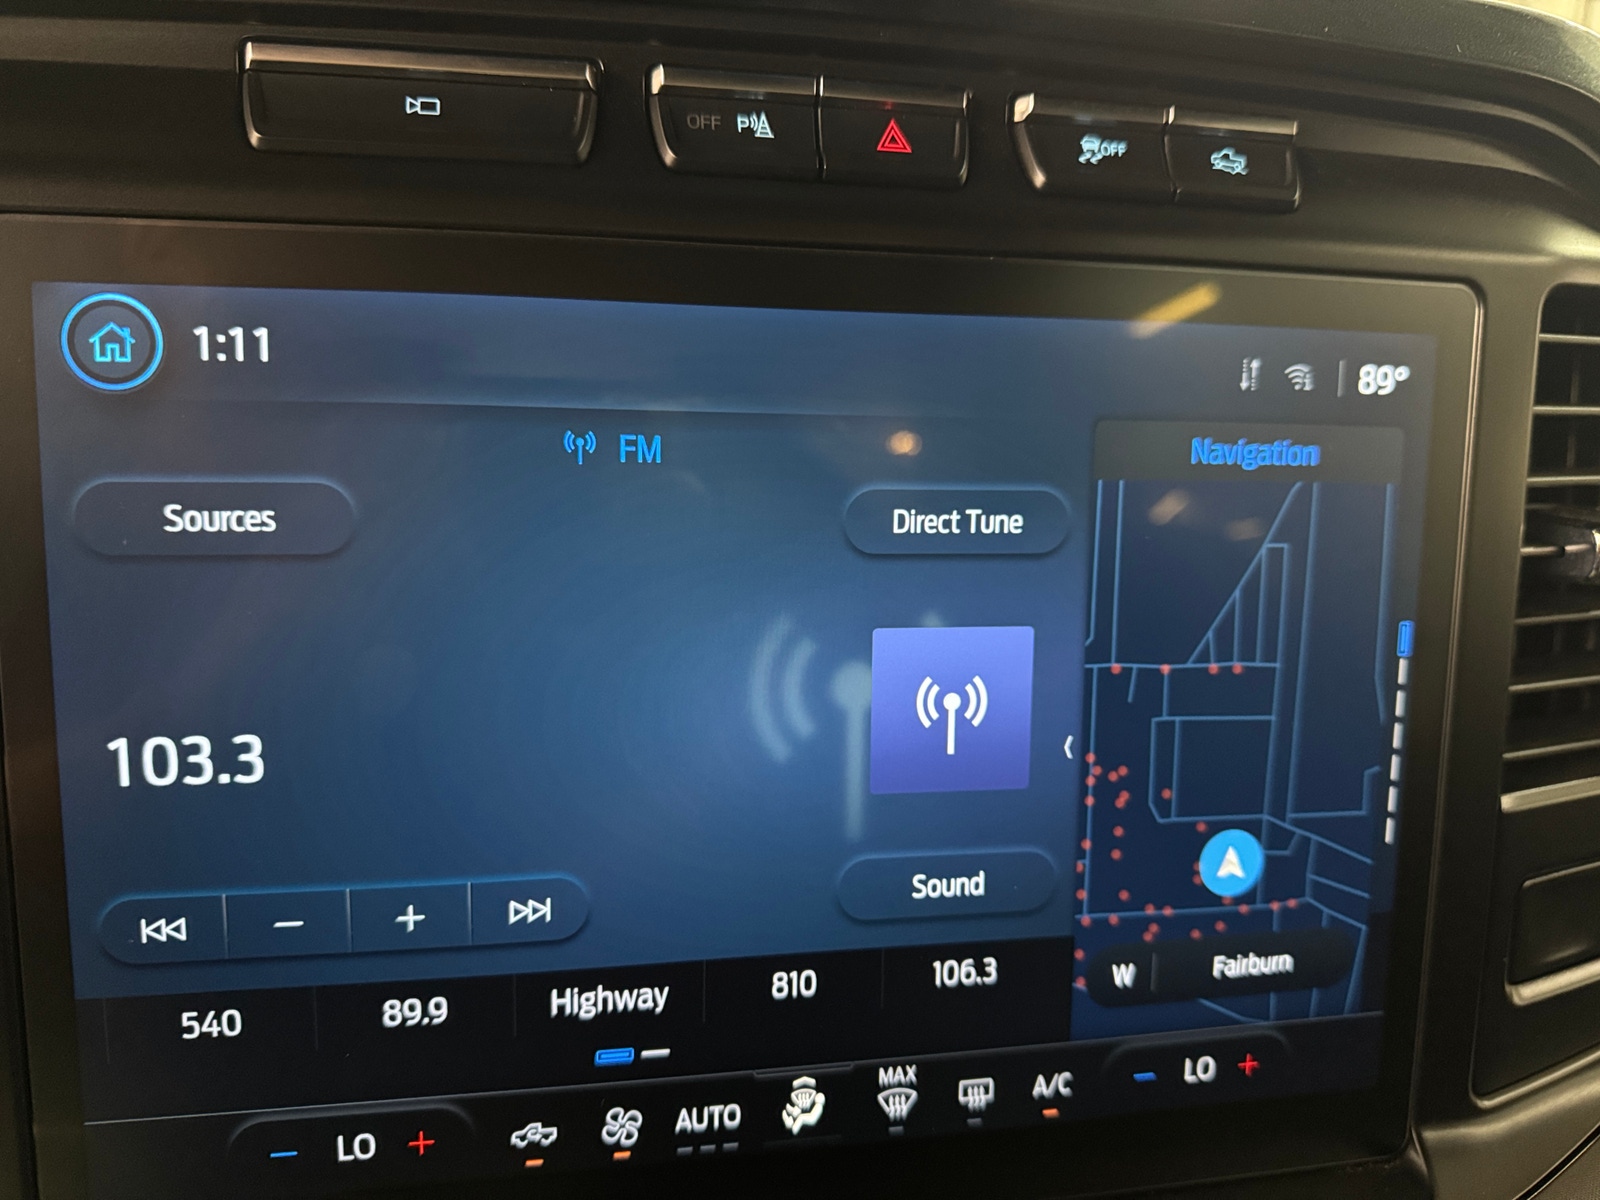 OFF P
OFF
1:11
89°
FM
Navigation
Sources
Direct Tune
103.3
Sound
W Fairburn
540 89.9 Highway 810 106.3
- LO + AUTO MAX A/C - LO +